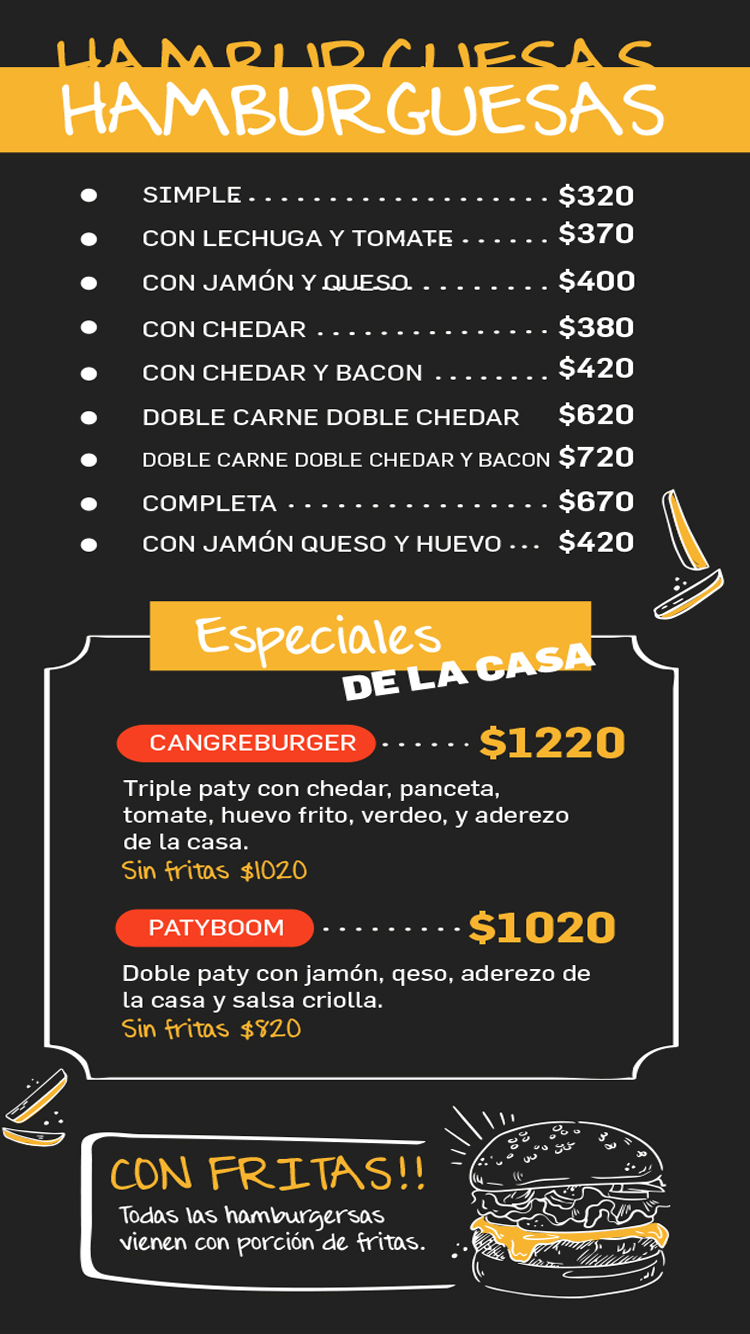 HAMBURGUESAS
HAMBURGUESAS
SIMPLE . . . . . . . . . . . . . . . . . . . $320
CON LECHUGA Y TOMATE . . . . . . $370
CON JAMÓN Y QUESO . . . . . . . . . $400
CON CHEDAR . . . . . . . . . . . . . . . $380
CON CHEDAR Y BACON . . . . . . . . $420
DOBLE CARNE DOBLE CHEDAR $620
DOBLE CARNE DOBLE CHEDAR Y BACON $720
COMPLETA . . . . . . . . . . . . . . . . . $670
CON JAMÓN QUESO Y HUEVO ... $420
Especiales
DE LA CASA
CANGREBURGER . . . . . . $1220
Triple paty con chedar, panceta,
tomate, huevo frito, verdeo, y aderezo
de la casa.
Sin fritas $1020
PATYBOOM . . . . . . . . . $1020
Doble paty con jamón, qeso, aderezo de
la casa y salsa criolla.
Sin fritas $820
CON FRITAS!!
Todas las hamburgersas
vienen con porción de fritas.